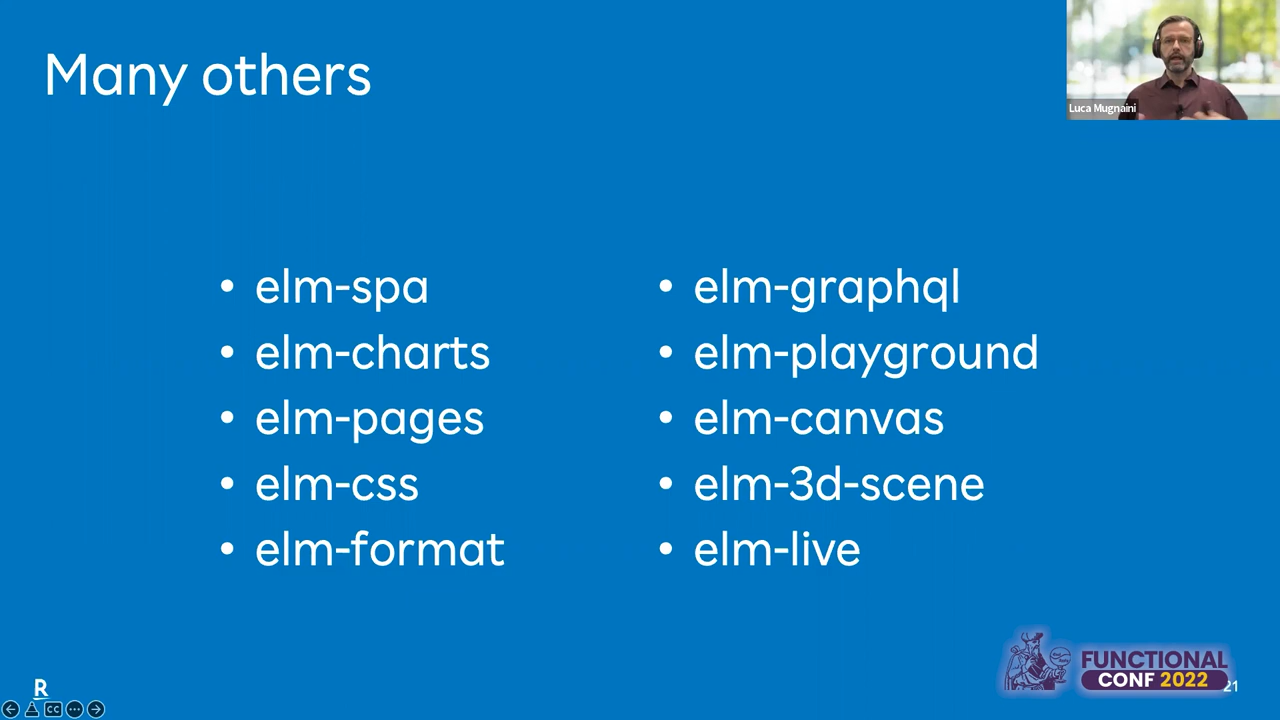 Many others
Luca Mugnaini
• elm-spa
• elm-charts
• elm-pages
• elm-css
• elm-format
• elm-graphql
• elm-playground
• elm-canvas
• elm-3d-scene
• elm-live
FUNCTIONAL
CONF 2022
21
R
CC